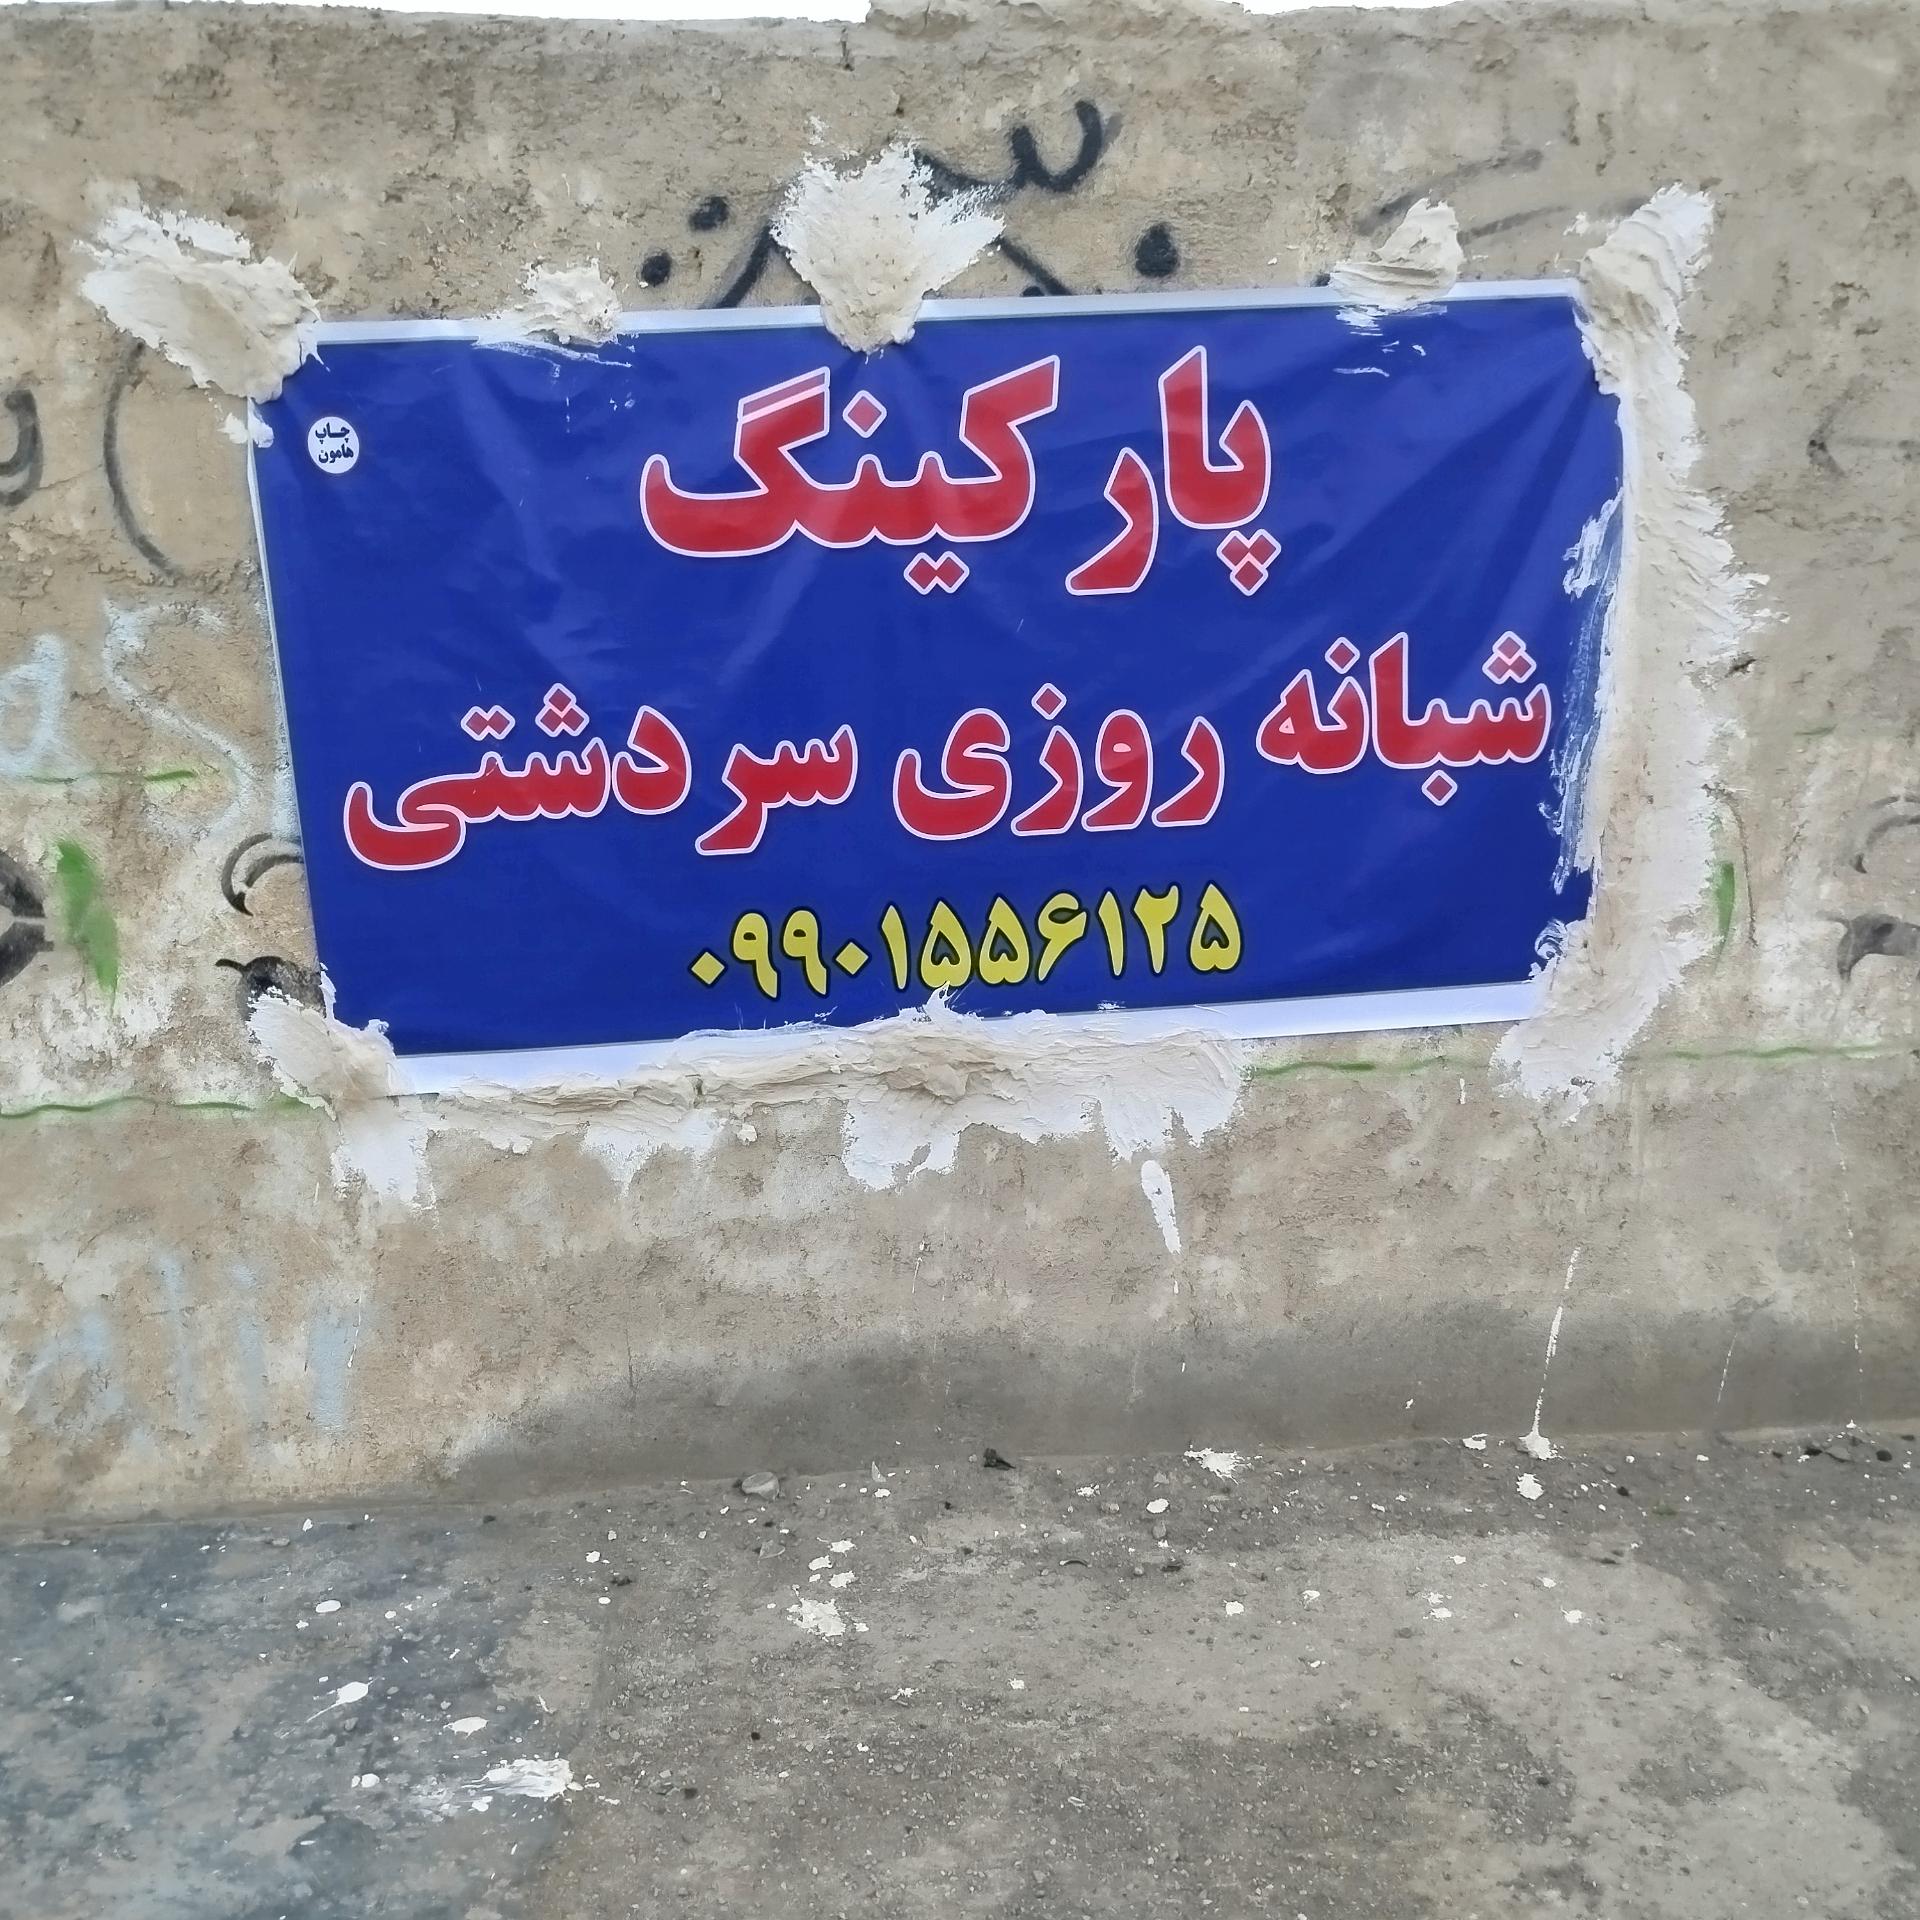 پارکینگ
شبانه روزی سردشتی
۰۹۹۰۱۵۵۶۱۲۵
چاپ
هامون